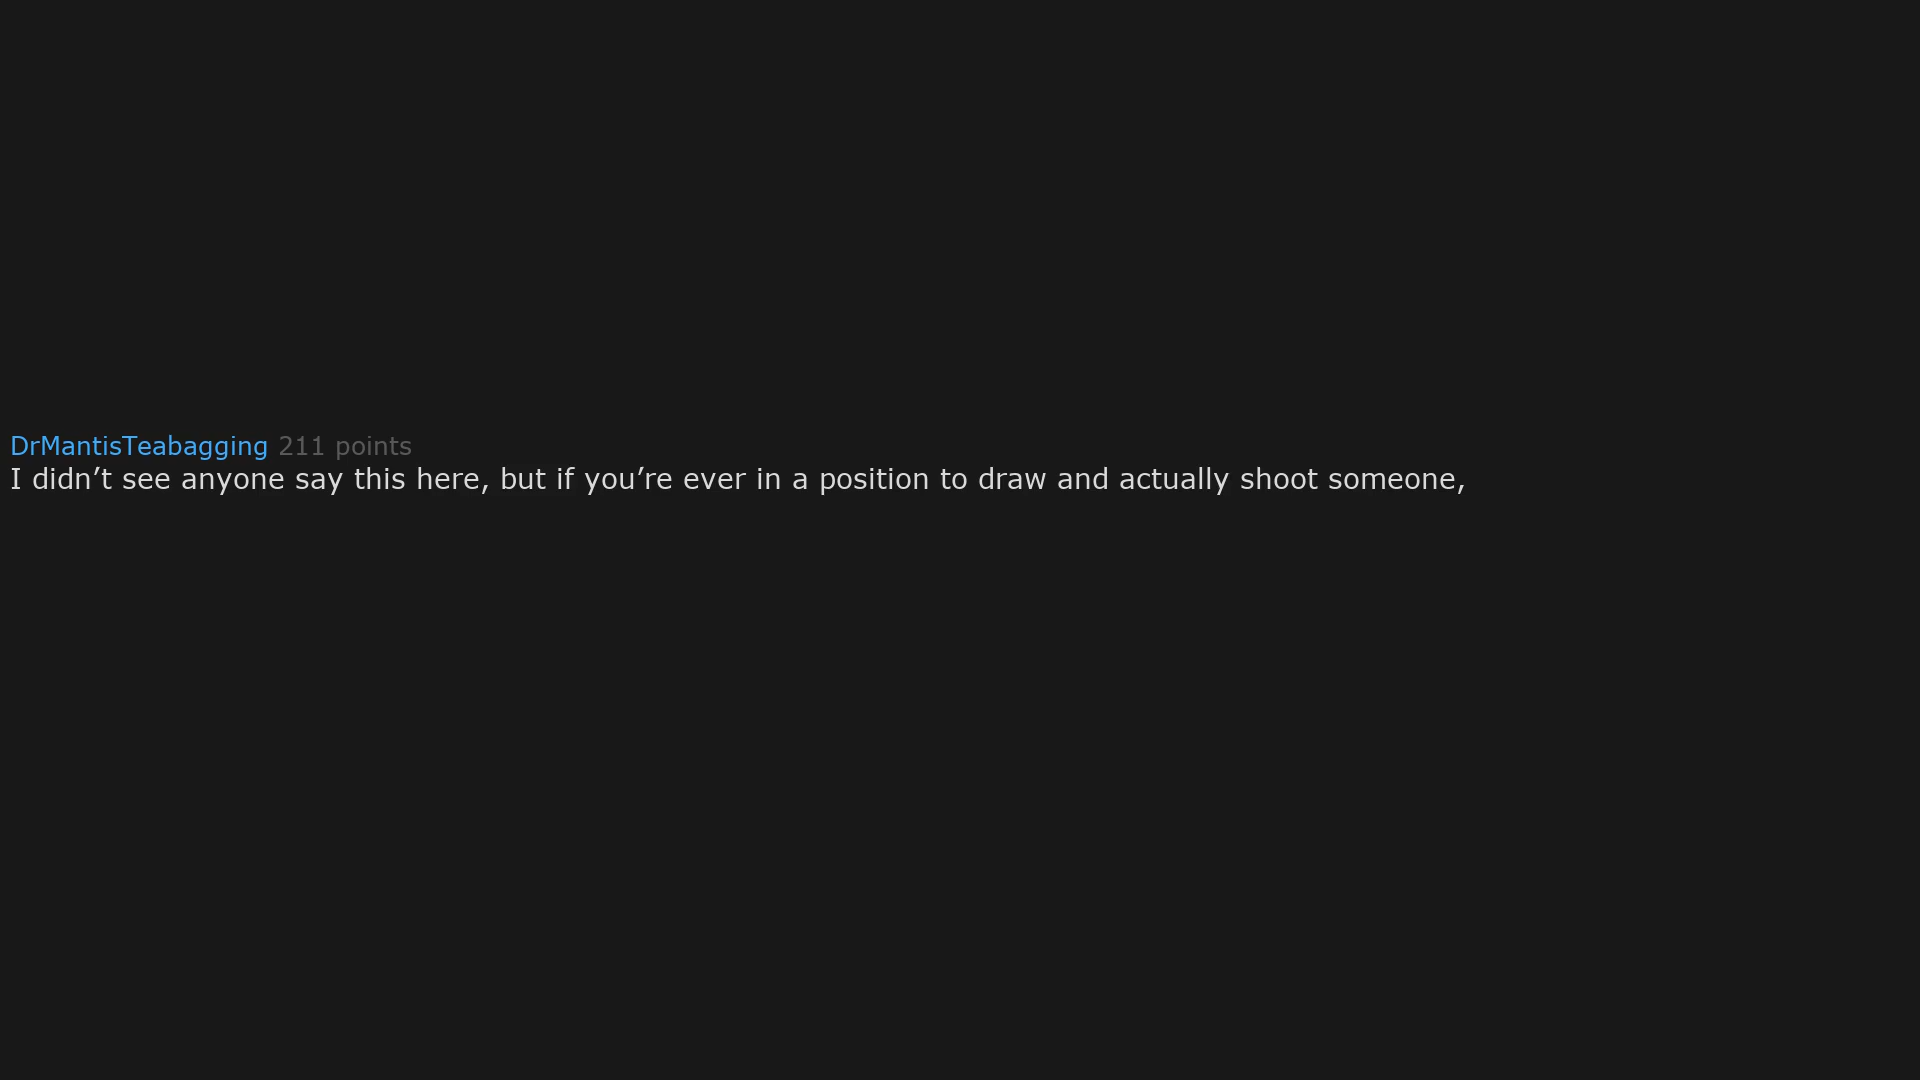 DrMantisTeabagging 211 points
I didn’t see anyone say this here, but if you’re ever in a position to draw and actually shoot someone,